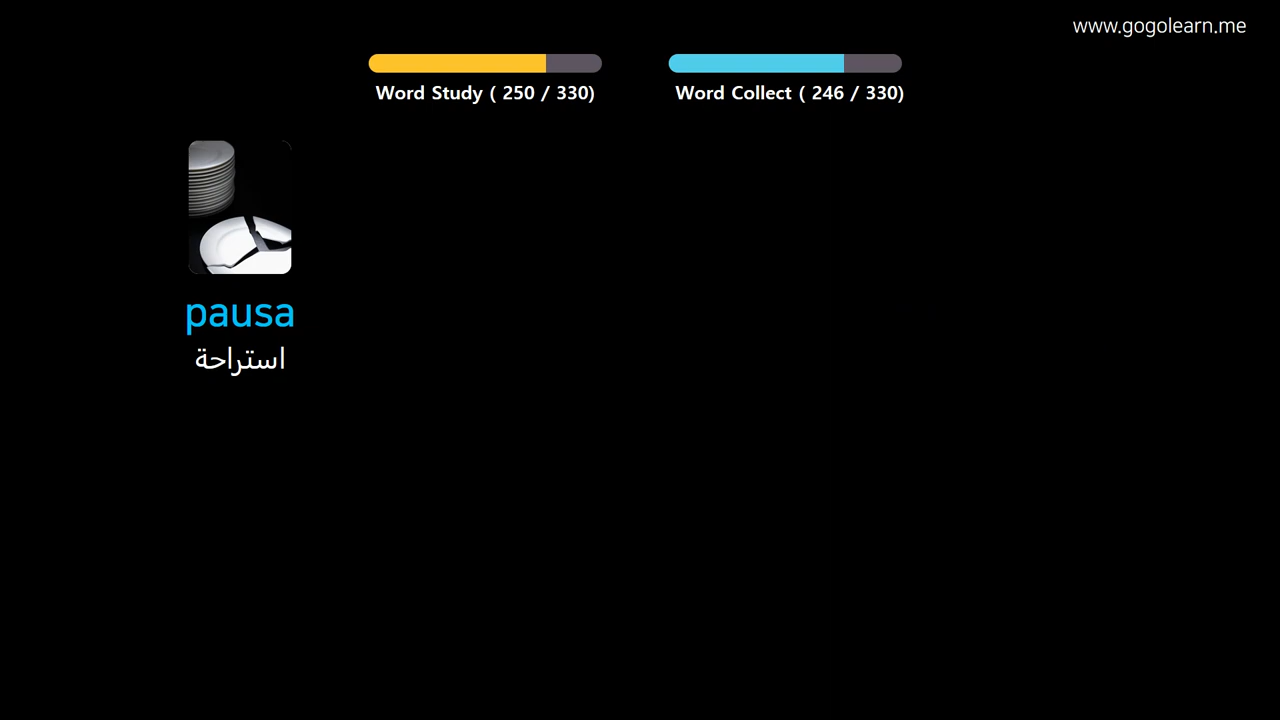 www.gogolearn.me
Word Study ( 250 / 330)
Word Collect ( 246 / 330)
pausa
استراحة